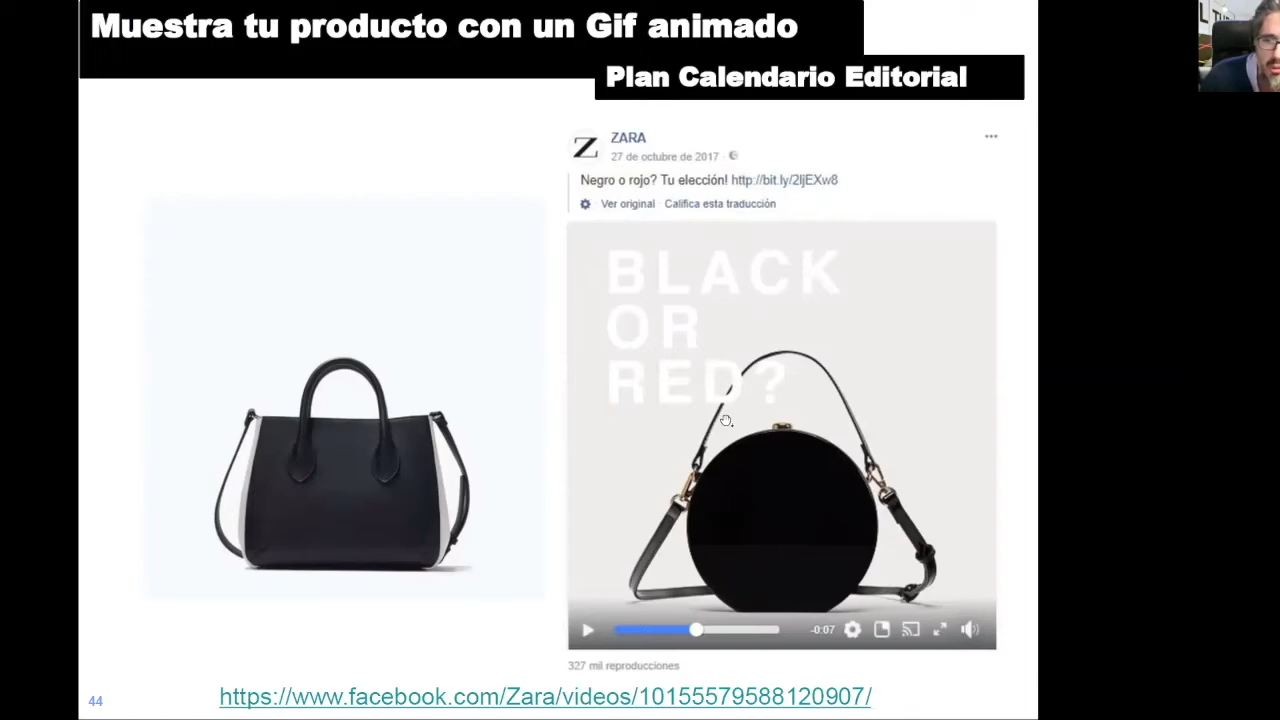 Muestra tu producto con un Gif animado
Plan Calendario Editorial
ZARA
27 de octubre de 2017
Negro o rojo? Tu elección! http://bit.ly/2ljEXw8
Ver original · Califica esta traducción
BLACK
OR
RED?
-0:07
327 mil reproducciones
44
https://www.facebook.com/Zara/videos/10155579588120907/